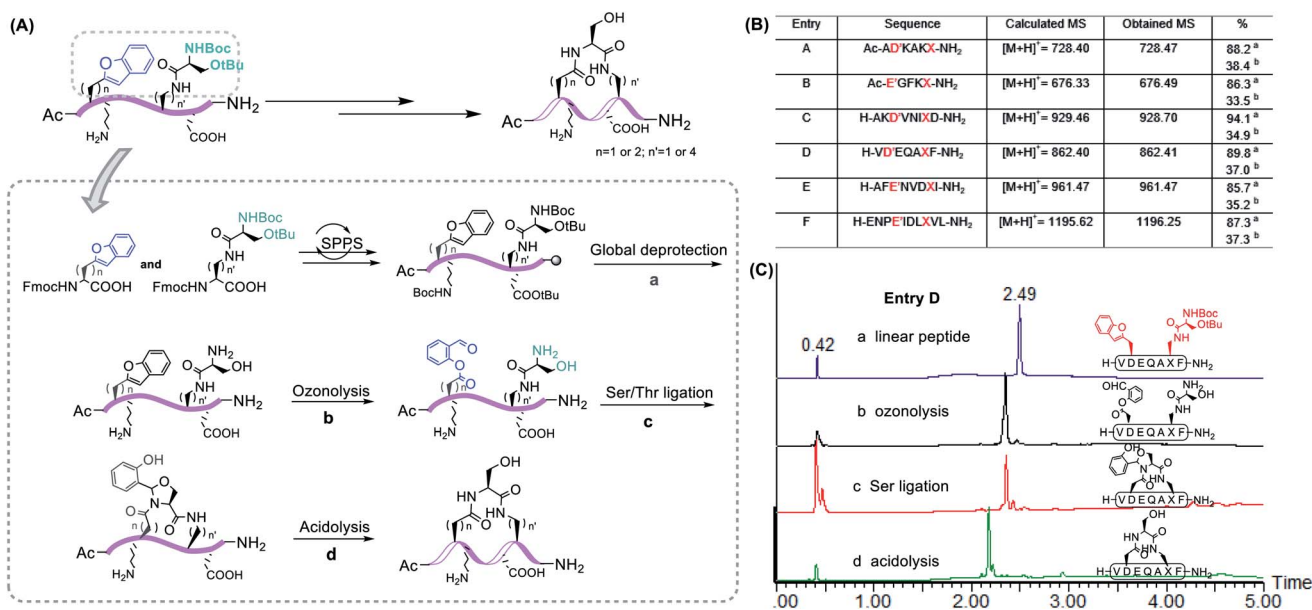 (A)
NHBoc
OtBu
O
O
NH
n
n'
Ac
NH2
H2N
COOH
OH
HN
O
O
HN
n
n'
Ac
H2N
COOH
NH2
n=1 or 2; n'=1 or 4
O
n
FmocHN
COOH
and
NHBoc
O
OtBu
NH
n'
FmocHN
COOH
SPPS
NHBoc
O
OtBu
O
NH
n
n'
Ac
BocHN
COOtBu
Global deprotection
a
NH2
O
OH
O
NH
n
n'
Ac
NH2
H2N
COOH
Ozonolysis
b
O
O
O
NH2
O
OH
NH
n
n'
Ac
NH2
H2N
COOH
Ser/Thr ligation
c
OH
O
N
O
O
NH
n'
Ac
NH2
H2N
COOH
Acidolysis
d
OH
HN
O
O
HN
n
n'
Ac
NH2
H2N
COOH
(B)
Entry Sequence Calculated MS Obtained MS %
A Ac-AD'KAKX-NH2 [M+H]+= 728.40 728.47 88.2 a
38.4 b
B Ac-E'GFKX-NH2 [M+H]+= 676.33 676.49 86.3 a
33.5 b
C H-AKD'VNIXD-NH2 [M+H]+= 929.46 928.70 94.1 a
34.9 b
D H-VD'EQAXF-NH2 [M+H]+= 862.40 862.41 89.8 a
37.0 b
E H-AFE'NVDXI-NH2 [M+H]+= 961.47 961.47 85.7 a
35.2 b
F H-ENPE'IDLXVL-NH2 [M+H]+= 1195.62 1196.25 87.3 a
37.3 b
(C)
Entry D
0.42
2.49
a linear peptide
NHBoc
O
OtBu
O
NH
H-VDEQAXF-NH2
b ozonolysis
OHC
O
O
NH2
O
OH
NH
H-VDEQAXF-NH2
c Ser ligation
OH
O
N
O
O
HN
H-VDEQAXF-NH2
d acidolysis
OH
HN
O
O
HN
H-VDEQAXF-NH2
.00 1.00 2.00 3.00 4.00 5.00
Time